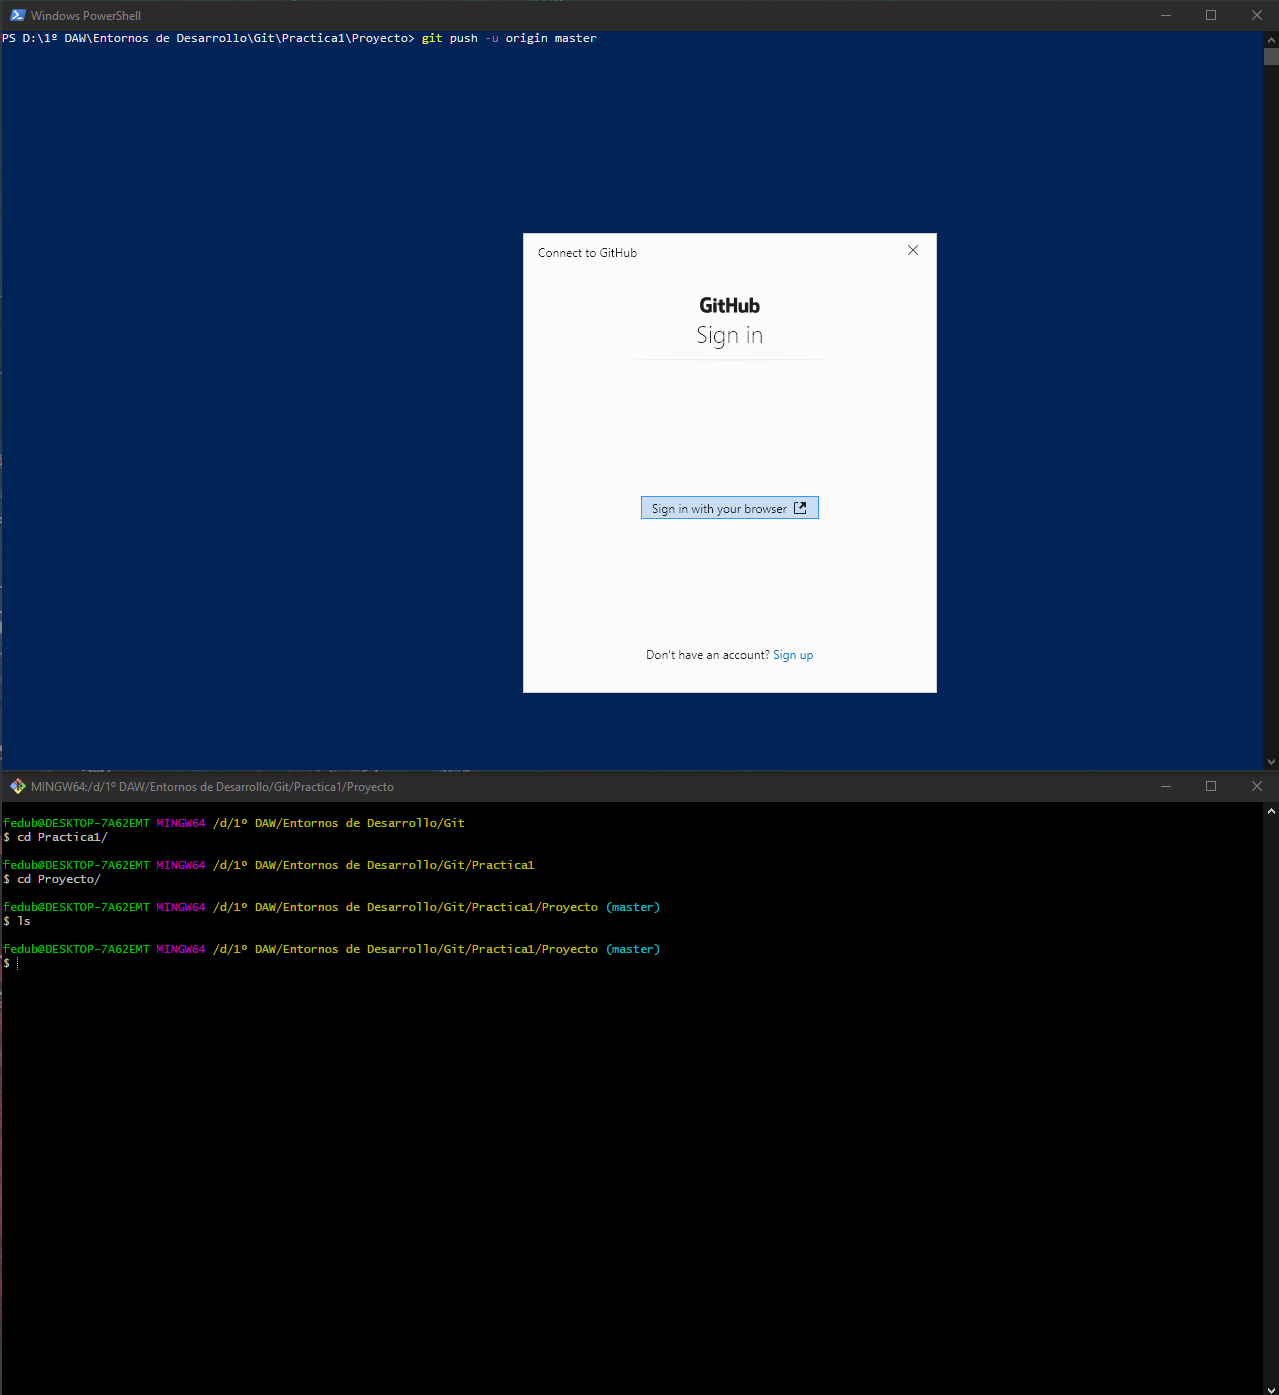 Windows PowerShell
PS D:\1º DAW\Entornos de Desarrollo\Git\Practica1\Proyecto> git push -u origin master
Connect to GitHub
GitHub
Sign in
Sign in with your browser
Don't have an account? Sign up
MINGW64:/d/1º DAW/Entornos de Desarrollo/Git/Practica1/Proyecto
fedub@DESKTOP-7A62EMT MINGW64 /d/1º DAW/Entornos de Desarrollo/Git
$ cd Practica1/
fedub@DESKTOP-7A62EMT MINGW64 /d/1º DAW/Entornos de Desarrollo/Git/Practica1
$ cd Proyecto/
fedub@DESKTOP-7A62EMT MINGW64 /d/1º DAW/Entornos de Desarrollo/Git/Practica1/Proyecto (master)
$ ls
fedub@DESKTOP-7A62EMT MINGW64 /d/1º DAW/Entornos de Desarrollo/Git/Practica1/Proyecto (master)
$